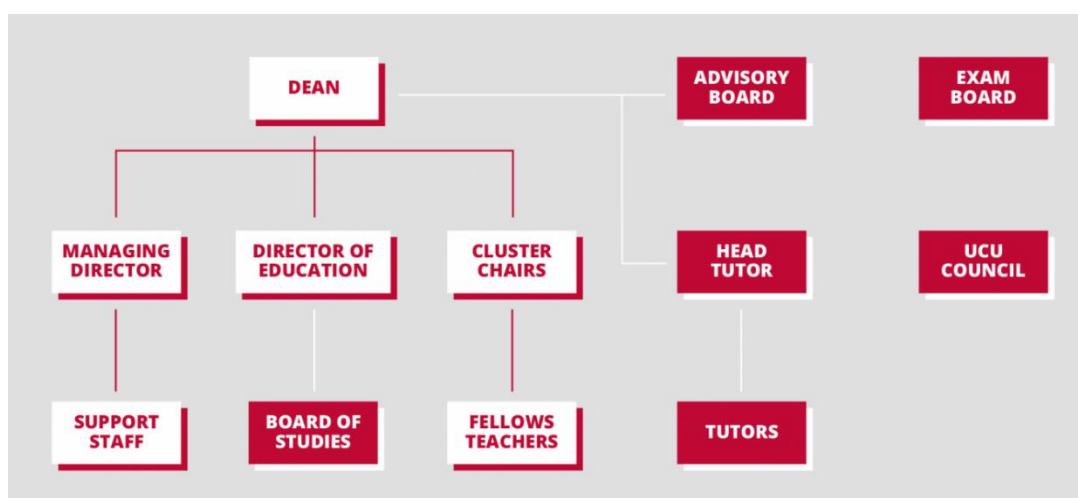 DEAN
ADVISORY
BOARD
EXAM
BOARD
MANAGING
DIRECTOR
DIRECTOR OF
EDUCATION
CLUSTER
CHAIRS
HEAD
TUTOR
UCU
COUNCIL
SUPPORT
STAFF
BOARD OF
STUDIES
FELLOWS
TEACHERS
TUTORS